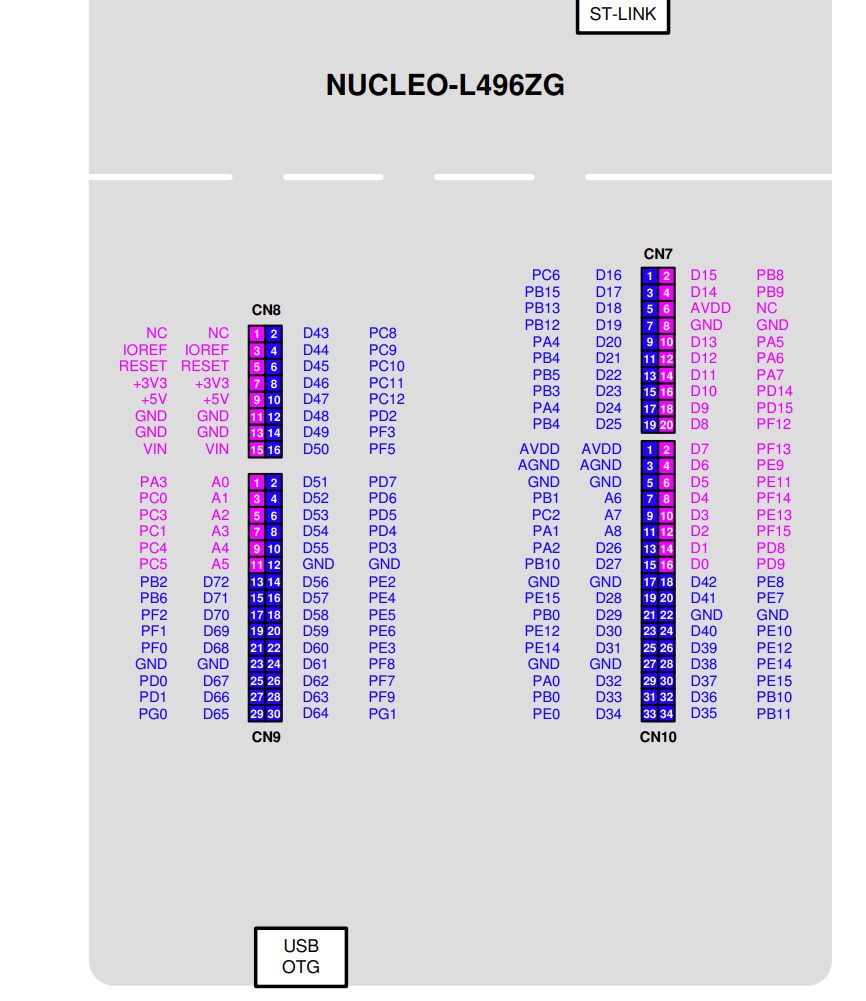 ST-LINK
NUCLEO-L496ZG
CN7
PC6 D16 1 2 D15 PB8
PB15 D17 3 4 D14 PB9
PB13 D18 5 6 AVDD NC
PB12 D19 7 8 GND GND
PA4 D20 9 10 D13 PA5
PB4 D21 11 12 D12 PA6
PB5 D22 13 14 D11 PA7
PB3 D23 15 16 D10 PD14
PA4 D24 17 18 D9 PD15
PB4 D25 19 20 D8 PF12
CN8
NC NC 1 2 D43 PC8
IOREF IOREF 3 4 D44 PC9
RESET RESET 5 6 D45 PC10
+3V3 +3V3 7 8 D46 PC11
+5V +5V 9 10 D47 PC12
GND GND 11 12 D48 PD2
GND GND 13 14 D49 PF3
VIN VIN 15 16 D50 PF5
PA3 A0 1 2 D51 PD7
PC0 A1 3 4 D52 PD6
PC3 A2 5 6 D53 PD5
PC1 A3 7 8 D54 PD4
PC4 A4 9 10 D55 PD3
PC5 A5 11 12 GND GND
PB2 D72 13 14 D56 PE2
PB6 D71 15 16 D57 PE4
PF2 D70 17 18 D58 PE5
PF1 D69 19 20 D59 PE6
PF0 D68 21 22 D60 PE3
GND GND 23 24 D61 PF8
PD0 D67 25 26 D62 PF7
PD1 D66 27 28 D63 PF9
PG0 D65 29 30 D64 PG1
CN9
AVDD AVDD 1 2 D7 PF13
AGND AGND 3 4 D6 PE9
GND GND 5 6 D5 PE11
PB1 A6 7 8 D4 PF14
PC2 A7 9 10 D3 PE13
PA1 A8 11 12 D2 PF15
PA2 D26 13 14 D1 PD8
PB10 D27 15 16 D0 PD9
GND GND 17 18 D42 PE8
PE15 D28 19 20 D41 PE7
PB0 D29 21 22 GND GND
PE12 D30 23 24 D40 PE10
PE14 D31 25 26 D39 PE12
GND GND 27 28 D38 PE14
PA0 D32 29 30 D37 PE15
PB0 D33 31 32 D36 PB10
PE0 D34 33 34 D35 PB11
CN10
USB
OTG